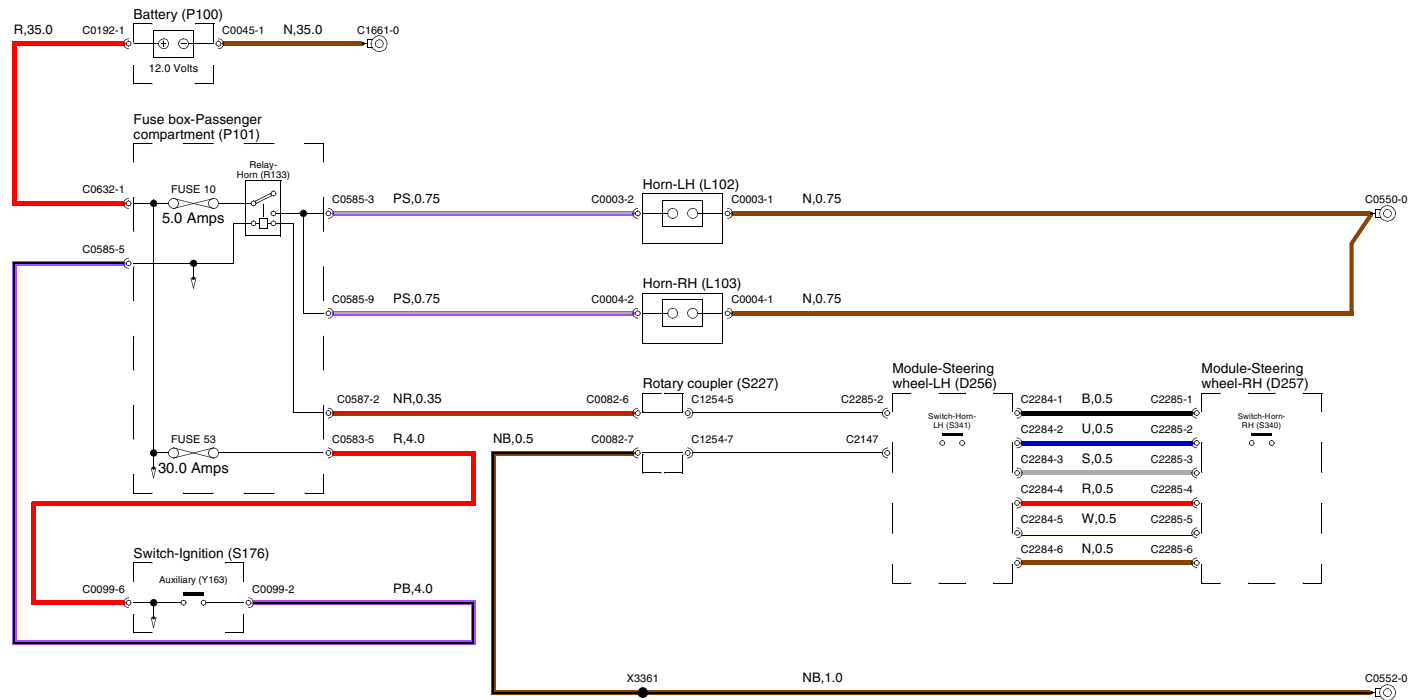 Battery (P100)
R,35.0 C0192-1 C0045-1 N,35.0 C1661-0
12.0 Volts
Fuse box-Passenger
compartment (P101)
Relay-
Horn (R133)
C0632-1 FUSE 10
5.0 Amps
C0585-3 PS,0.75 C0003-2
Horn-LH (L102)
C0003-1 N,0.75 C0550-0
C0585-5
C0585-9 PS,0.75 C0004-2
Horn-RH (L103)
C0004-1 N,0.75
C0587-2 NR,0.35 C0082-6
Rotary coupler (S227)
C1254-5 C2285-2
Module-Steering
wheel-LH (D256)
Switch-Horn-
LH (S341)
Module-Steering
wheel-RH (D257)
Switch-Horn-
RH (S340)
C2284-1 B,0.5 C2285-1
C2284-2 U,0.5 C2285-2
C2284-3 S,0.5 C2285-3
C2284-4 R,0.5 C2285-4
C2284-5 W,0.5 C2285-5
C2284-6 N,0.5 C2285-6
FUSE 53
30.0 Amps
C0583-5 R,4.0
NB,0.5 C0082-7 C1254-7 C2147
Switch-Ignition (S176)
Auxiliary (Y163)
C0099-6 C0099-2 PB,4.0
X3361 NB,1.0 C0552-0